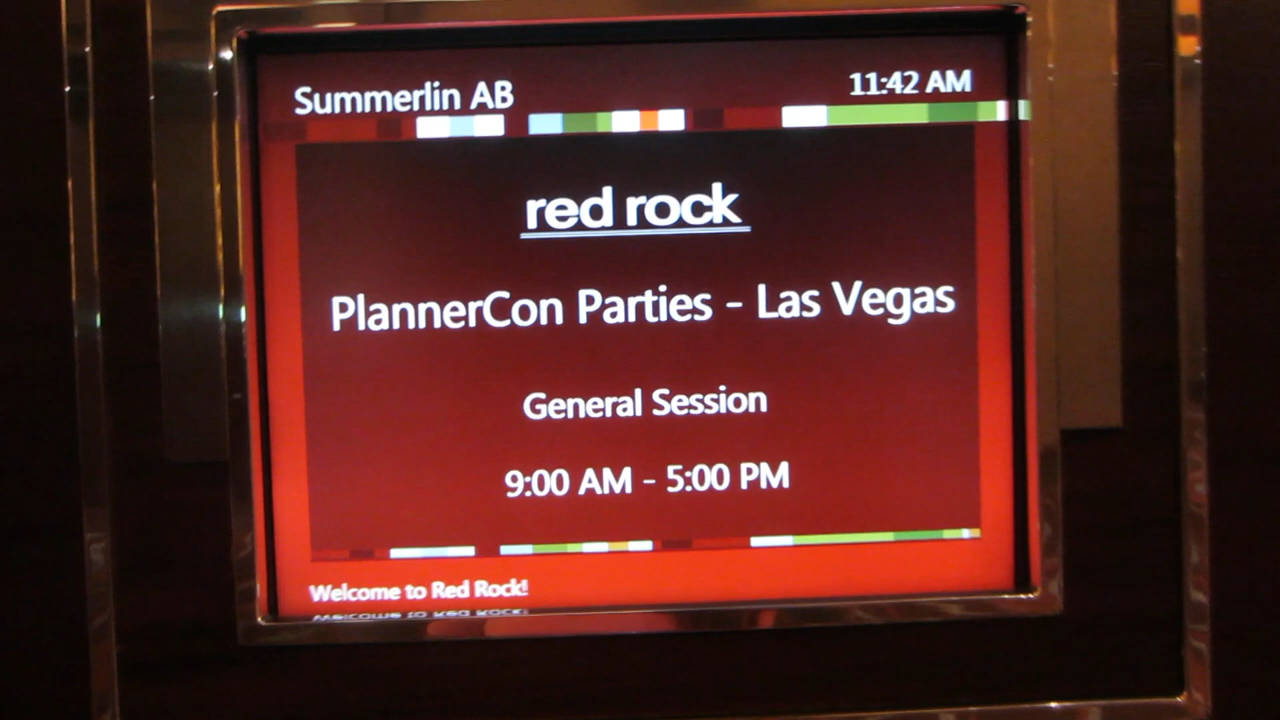 Summerlin AB
11:42 AM
red rock
PlannerCon Parties - Las Vegas
General Session
9:00 AM - 5:00 PM
Welcome to Red Rock!